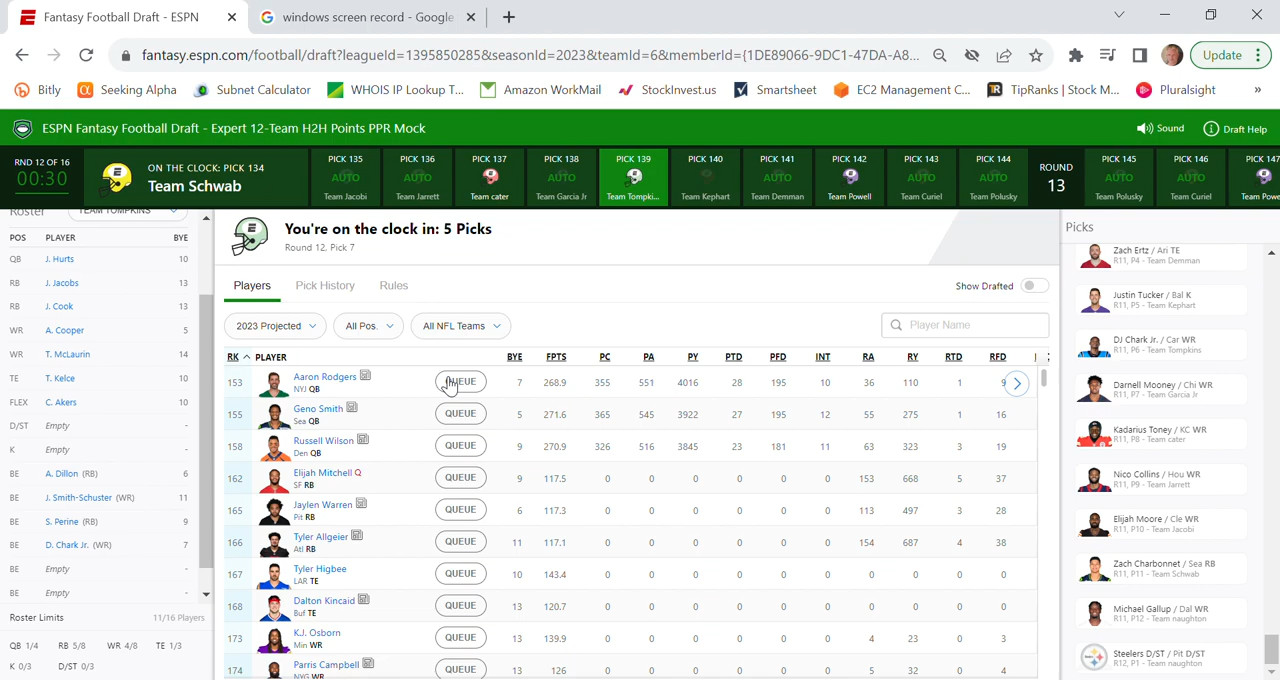 Fantasy Football Draft - ESPN
windows screen record - Google
fantasy.espn.com/football/draft?leagueId=1395850285&seasonId=2023&teamId=6&memberId={1DE89066-9DC1-47DA-A8...
Update
Bitly
Seeking Alpha
Subnet Calculator
WHOIS IP Lookup T...
Amazon WorkMail
StockInvest.us
Smartsheet
EC2 Management C...
TipRanks | Stock M...
Pluralsight
»
ESPN Fantasy Football Draft - Expert 12-Team H2H Points PPR Mock
Sound
Draft Help
RND 12 OF 16
00:30
ON THE CLOCK: PICK 134
Team Schwab
PICK 135 AUTO Team Jacobi
PICK 136 AUTO Team Jarrett
PICK 137 Team cater
PICK 138 AUTO Team Garcia Jr
PICK 139 Team Tompki...
PICK 140 Team Kephart
PICK 141 AUTO Team Demman
PICK 142 Team Powell
PICK 143 AUTO Team Curiel
PICK 144 AUTO Team Polusky
ROUND 13
PICK 145 AUTO Team Polusky
PICK 146 AUTO Team Curiel
PICK 147 Team Powe
Roster
TEAM TOMPKINS
POS PLAYER BYE
QB J. Hurts 10
RB J. Jacobs 13
RB J. Cook 13
WR A. Cooper 5
WR T. McLaurin 14
TE T. Kelce 10
FLEX C. Akers 10
D/ST Empty -
K Empty -
BE A. Dillon (RB) 6
BE J. Smith-Schuster (WR) 11
BE S. Perine (RB) 9
BE D. Chark Jr. (WR) 7
BE Empty -
BE Empty -
Roster Limits 11/16 Players
QB 1/4 RB 5/8 WR 4/8 TE 1/3
K 0/3 D/ST 0/3
You're on the clock in: 5 Picks
Round 12, Pick 7
Players
Pick History
Rules
Show Drafted
2023 Projected
All Pos.
All NFL Teams
Player Name
RK PLAYER BYE FPTS PC PA PY PTD PFD INT RA RY RTD RFD
153 Aaron Rodgers NYJ QB QUEUE 7 268.9 355 551 4016 28 195 10 36 110 1 9
155 Geno Smith Sea QB QUEUE 5 271.6 365 545 3922 27 195 12 55 275 1 16
158 Russell Wilson Den QB QUEUE 9 270.9 326 516 3845 23 181 11 63 323 3 19
162 Elijah Mitchell Q SF RB QUEUE 9 117.5 0 0 0 0 0 0 153 668 5 37
165 Jaylen Warren Pit RB QUEUE 6 117.3 0 0 0 0 0 0 113 497 3 28
166 Tyler Allgeier Atl RB QUEUE 11 117.1 0 0 0 0 0 0 154 687 4 38
167 Tyler Higbee LAR TE QUEUE 10 143.4 0 0 0 0 0 0 0 0 0 0
168 Dalton Kincaid Buf TE QUEUE 13 120.7 0 0 0 0 0 0 0 0 0 0
173 K.J. Osborn Min WR QUEUE 13 139.9 0 0 0 0 0 0 4 23 0 3
174 Parris Campbell NYG WR QUEUE 13 126 0 0 0 0 0 0 5 32 0 4
Picks
Zach Ertz / Ari TE
R11, P4 - Team Demman
Justin Tucker / Bal K
R11, P5 - Team Kephart
DJ Chark Jr. / Car WR
R11, P6 - Team Tompkins
Darnell Mooney / Chi WR
R11, P7 - Team Garcia Jr
Kadarius Toney / KC WR
R11, P8 - Team cater
Nico Collins / Hou WR
R11, P9 - Team Jarrett
Elijah Moore / Cle WR
R11, P10 - Team Jacobi
Zach Charbonnet / Sea RB
R11, P11 - Team Schwab
Michael Gallup / Dal WR
R11, P12 - Team naughton
Steelers D/ST / Pit D/ST
R12, P1 - Team naughton